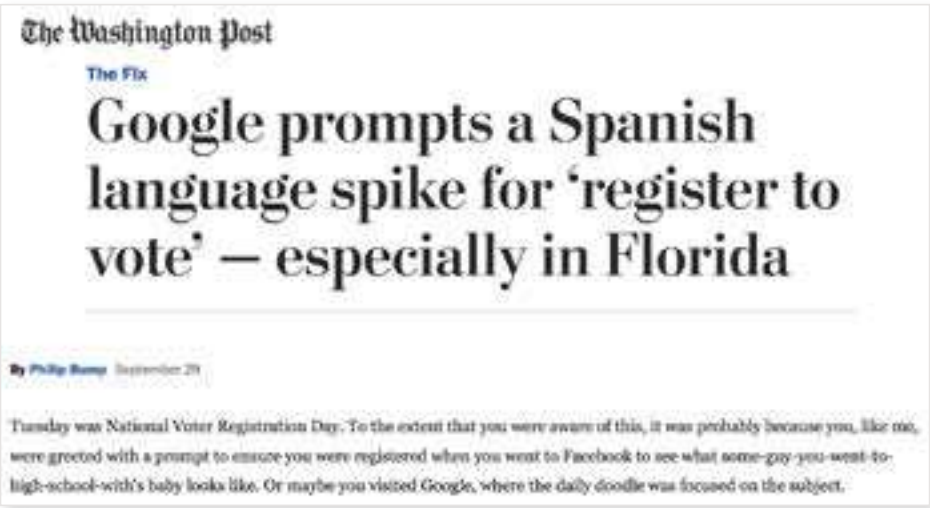 The Washington Post
The Fix
Google prompts a Spanish
language spike for ‘register to
vote’ — especially in Florida
By Philip Bump September 29
Tuesday was National Voter Registration Day. To the extent that you were aware of this, it was probably because you, like me,
were greeted with a prompt to ensure you were registered when you went to Facebook to see what some-guy-you-went-to-
high-school-with's baby looks like. Or maybe you visited Google, where the daily doodle was focused on the subject.